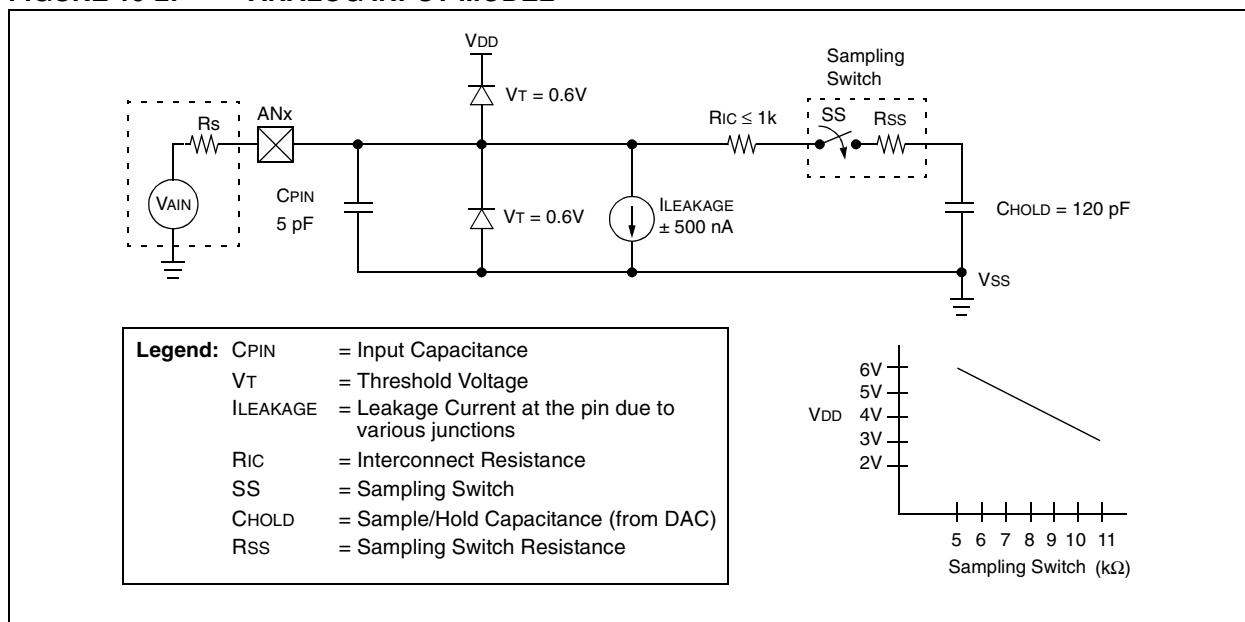 VDD
Sampling
Switch
VT = 0.6V
ANx
Rs
RIC ≤ 1k
SS
RSS
VAIN
CPIN
5 pF
VT = 0.6V
ILEAKAGE
± 500 nA
CHOLD = 120 pF
VSS
Legend: CPIN = Input Capacitance
VT = Threshold Voltage
ILEAKAGE = Leakage Current at the pin due to
various junctions
RIC = Interconnect Resistance
SS = Sampling Switch
CHOLD = Sample/Hold Capacitance (from DAC)
RSS = Sampling Switch Resistance
6V
5V
VDD 4V
3V
2V
5 6 7 8 9 10 11
Sampling Switch (kΩ)